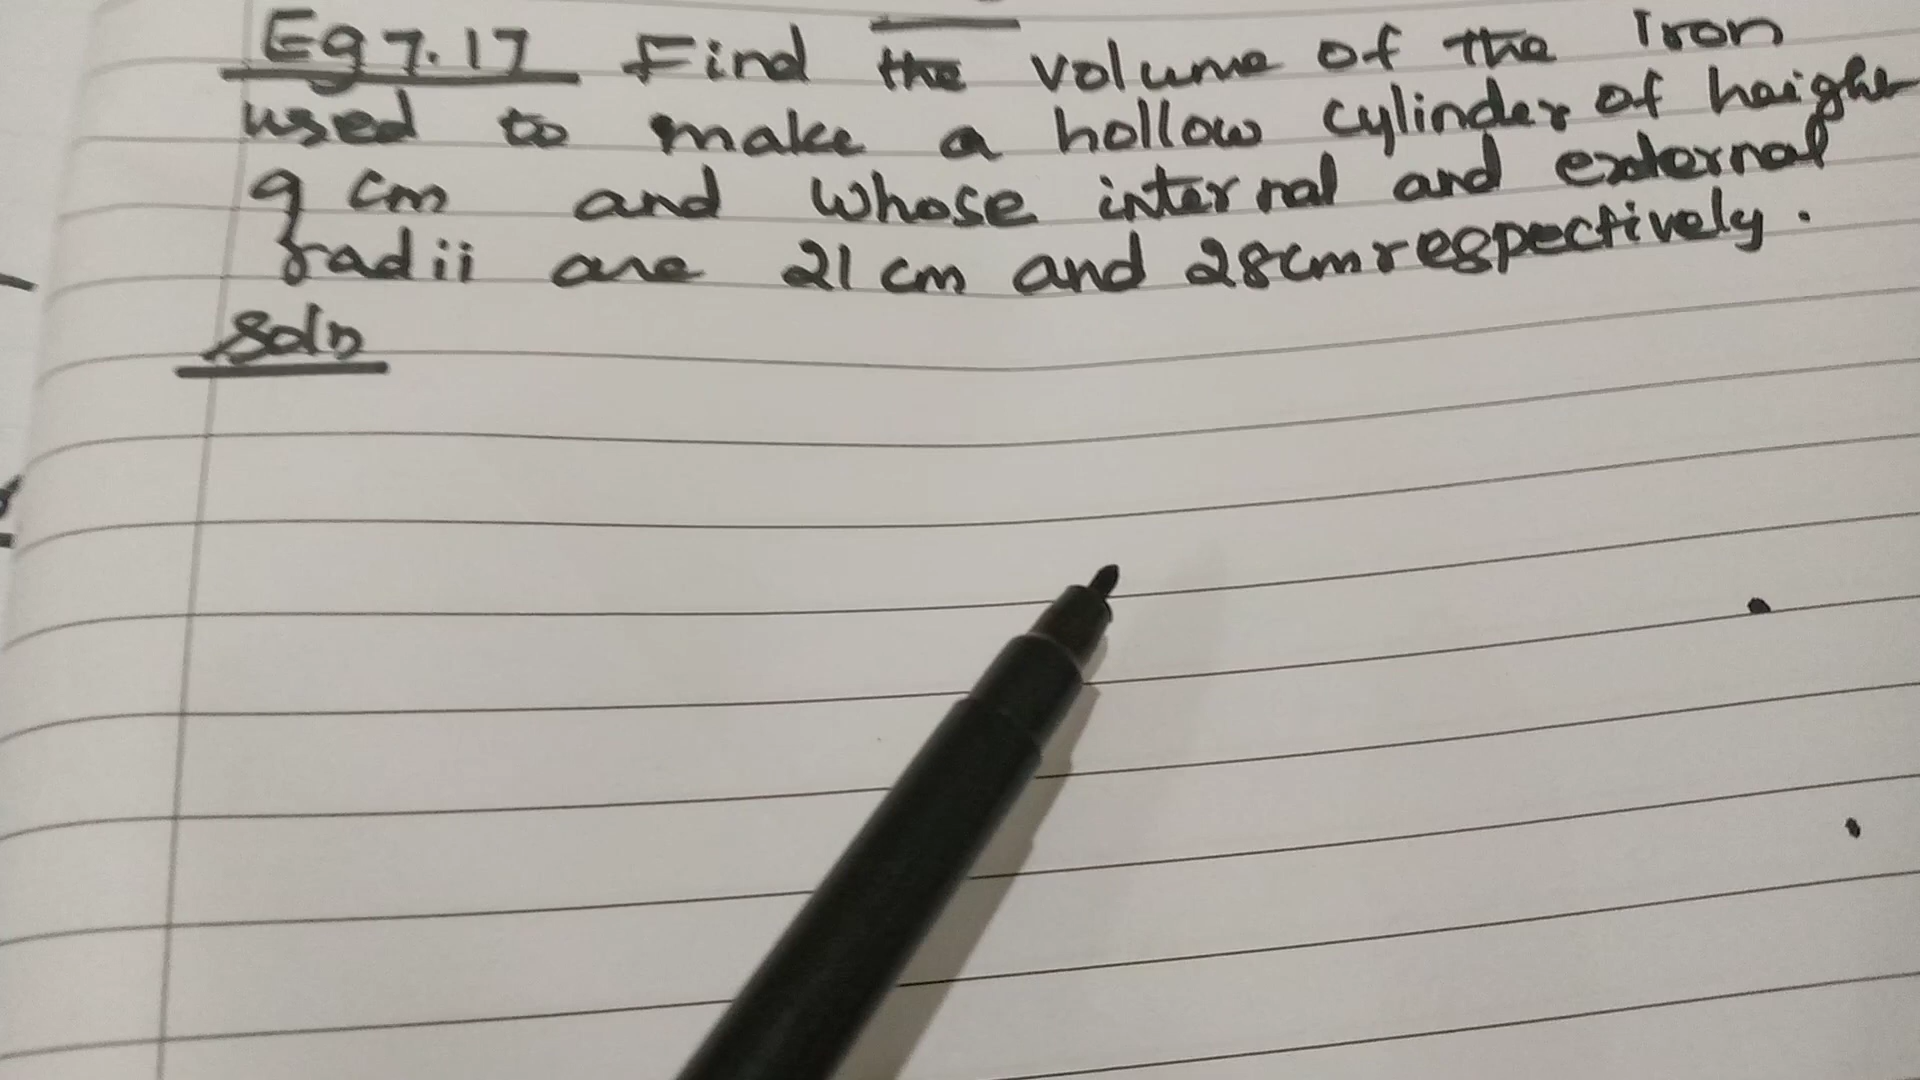 Eg 7.17 Find the volume of the Iron
used to make a hollow cylinder of height
9 cm and whose internal and external
radii are 21 cm and 28cm respectively.
Soln